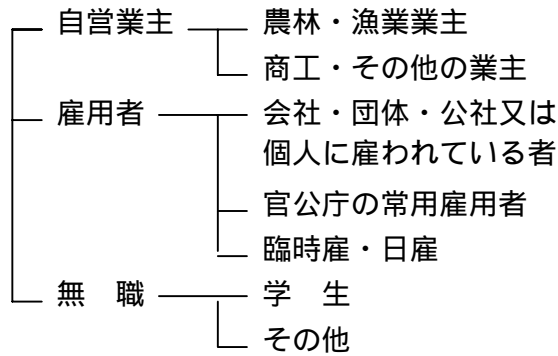 自営業主 農林・漁業業主
商工・その他の業主
雇用者 会社・団体・公社又は
個人に雇われている者
官公庁の常用雇用者
臨時雇・日雇
無　職 学　生
その他